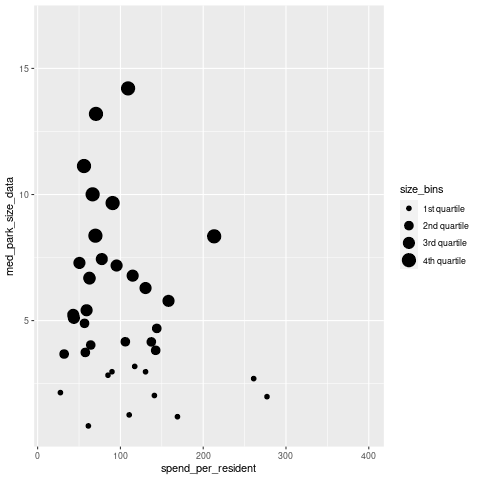 15
10
5
med_park_size_data
0
100
200
300
400
spend_per_resident
size_bins
1st quartile
2nd quartile
3rd quartile
4th quartile